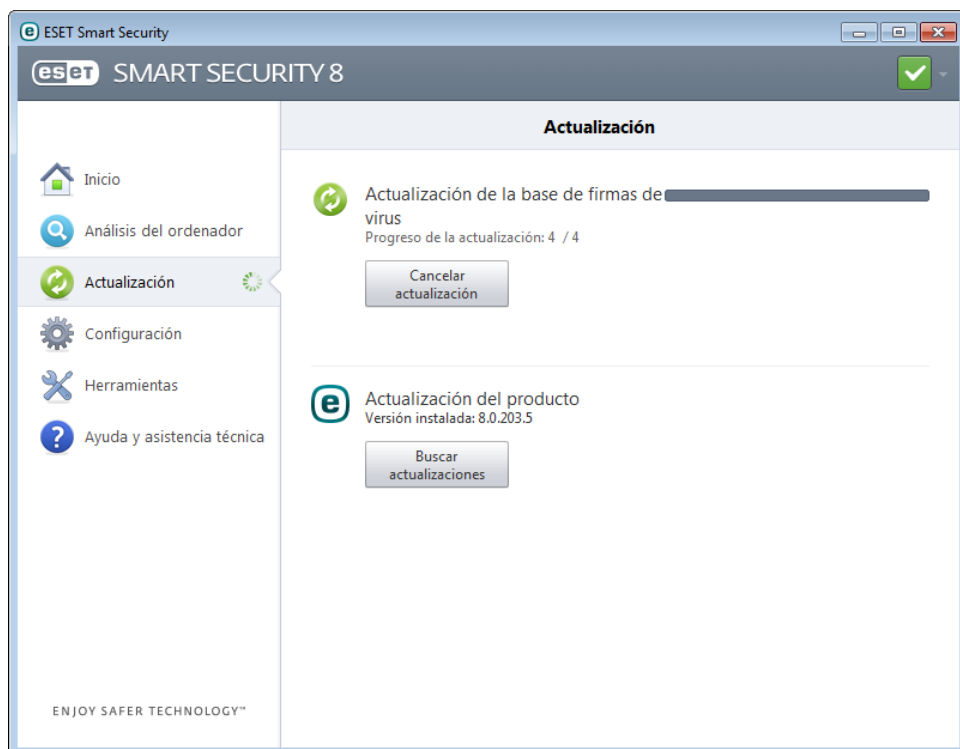 ESET Smart Security
eseT SMART SECURITY 8
Actualización
Inicio
Análisis del ordenador
Actualización
Configuración
Herramientas
Ayuda y asistencia técnica
Actualización de la base de firmas de
virus
Progreso de la actualización: 4 / 4
Cancelar
actualización
Actualización del producto
Versión instalada: 8.0.203.5
Buscar
actualizaciones
ENJOY SAFER TECHNOLOGY™